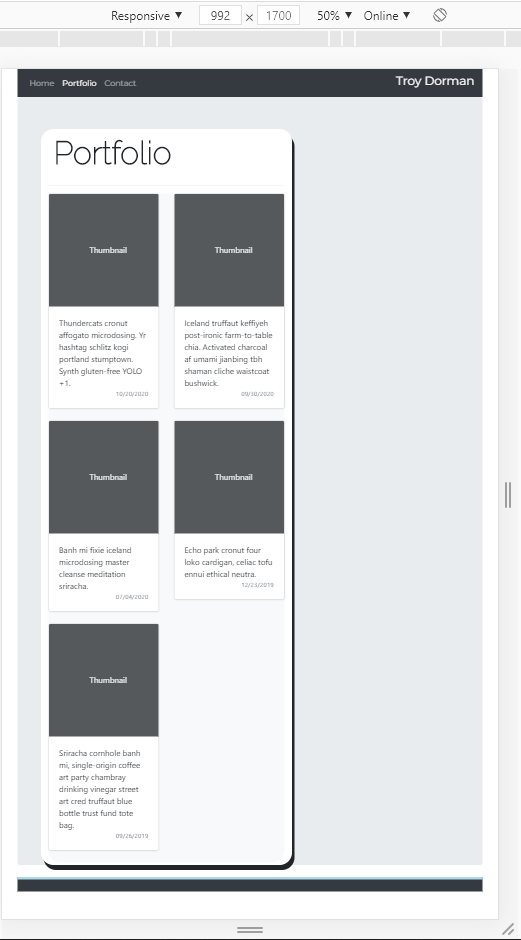 Responsive ▼ 992 × 1700 50% ▼ Online ▼
Home Portfolio Contact Troy Dorman
Portfolio
Thumbnail
Thundercats cronut
affogato microdosing. Yr
hashtag schlitz kogi
portland stumptown.
Synth gluten-free YOLO
+1.
10/20/2020
Thumbnail
Iceland truffaut keffiyeh
post-ironic farm-to-table
chia. Activated charcoal
af umami jianbing tbh
shaman cliche waistcoat
bushwick.
09/30/2020
Thumbnail
Banh mi fixie iceland
microdosing master
cleanse meditation
sriracha.
07/04/2020
Thumbnail
Echo park cronut four
loko cardigan, celiac tofu
ennui ethical neutra.
12/23/2019
Thumbnail
Sriracha cornhole banh
mi, single-origin coffee
art party chambray
drinking vinegar street
art cred truffaut blue
bottle trust fund tote
bag.
09/26/2019